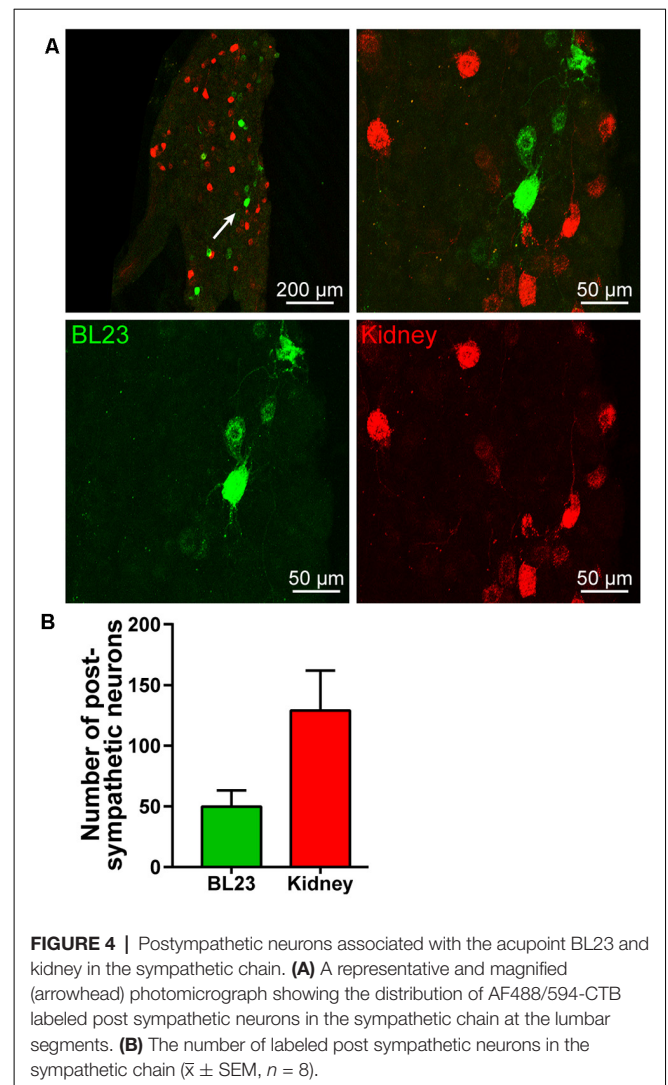 A
200 µm
50 µm
BL23
50 µm
Kidney
50 µm
B
Number of post-
sympathetic neurons
200
150
100
50
0
BL23
Kidney
FIGURE 4 | Postympathetic neurons associated with the acupoint BL23 and
kidney in the sympathetic chain. (A) A representative and magnified
(arrowhead) photomicrograph showing the distribution of AF488/594-CTB
labeled post sympathetic neurons in the sympathetic chain at the lumbar
segments. (B) The number of labeled post sympathetic neurons in the
sympathetic chain (x̅ ± SEM, n = 8).